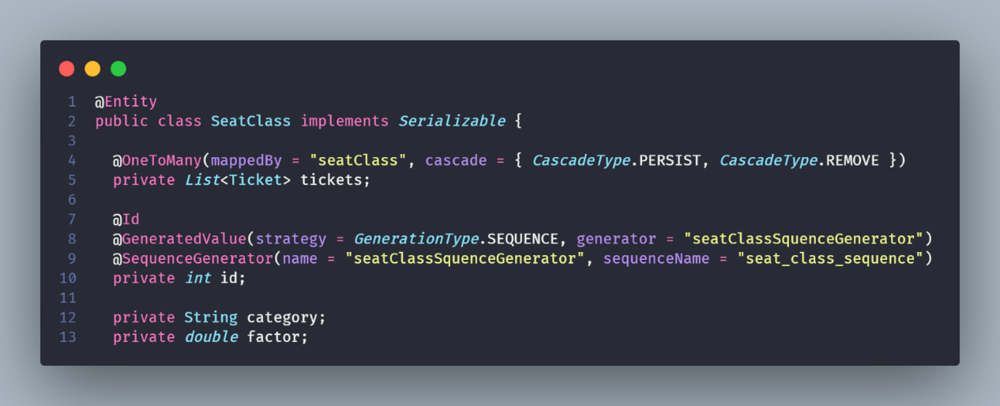 1 @Entity
2 public class SeatClass implements Serializable {
3
4 @OneToMany(mappedBy = "seatClass", cascade = { CascadeType.PERSIST, CascadeType.REMOVE })
5 private List<Ticket> tickets;
6
7 @Id
8 @GeneratedValue(strategy = GenerationType.SEQUENCE, generator = "seatClassSquenceGenerator")
9 @SequenceGenerator(name = "seatClassSquenceGenerator", sequenceName = "seat_class_sequence")
10 private int id;
11
12 private String category;
13 private double factor;